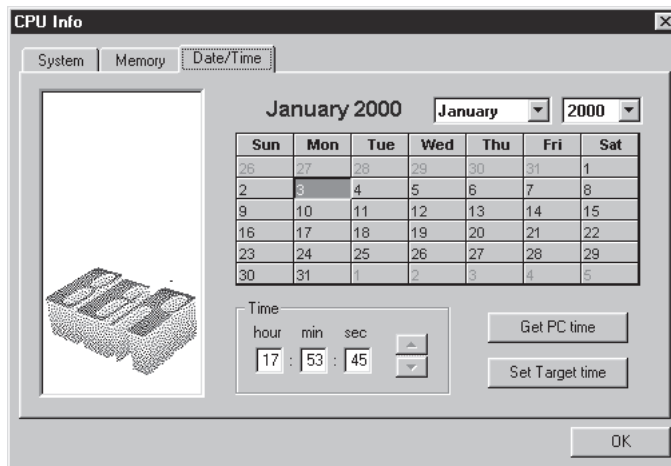 CPU Info
System Memory Date/Time
January 2000 January 2000
Sun Mon Tue Wed Thu Fri Sat
26 27 28 29 30 31 1
2 3 4 5 6 7 8
9 10 11 12 13 14 15
16 17 18 19 20 21 22
23 24 25 26 27 28 29
30 31 1 2 3 4 5
Time
hour min sec
17 : 53 : 45
Get PC time
Set Target time
OK